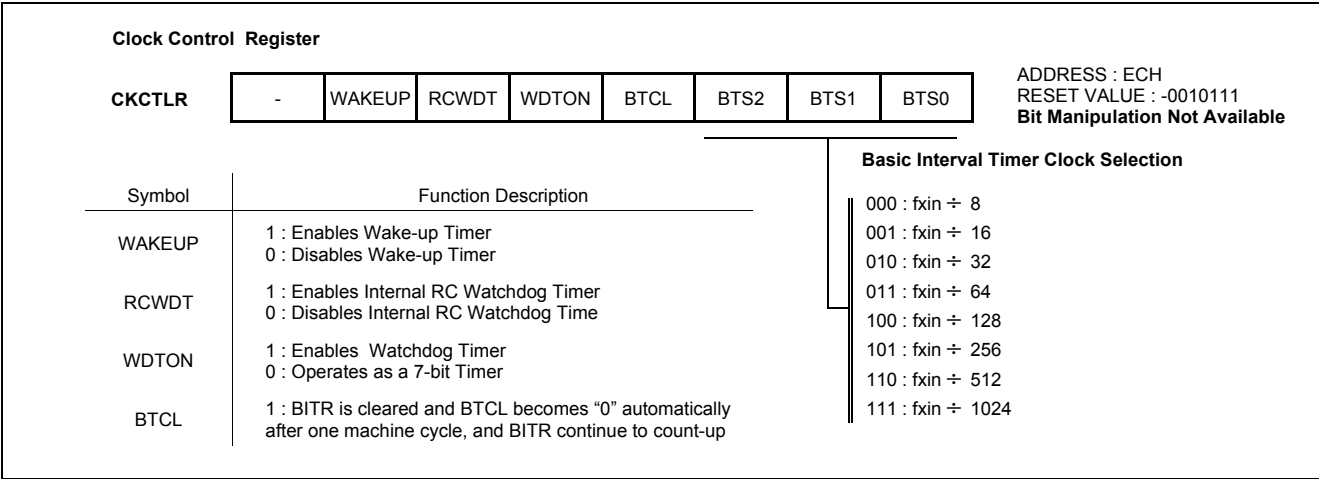 Clock Control Register
CKCTLR - WAKEUP RCWDT WDTON BTCL BTS2 BTS1 BTS0
ADDRESS : ECH
RESET VALUE : -0010111
Bit Manipulation Not Available
Basic Interval Timer Clock Selection
000 : fxin ÷ 8
001 : fxin ÷ 16
010 : fxin ÷ 32
011 : fxin ÷ 64
100 : fxin ÷ 128
101 : fxin ÷ 256
110 : fxin ÷ 512
111 : fxin ÷ 1024
Symbol Function Description
WAKEUP
1 : Enables Wake-up Timer
0 : Disables Wake-up Timer
RCWDT
1 : Enables Internal RC Watchdog Timer
0 : Disables Internal RC Watchdog Time
WDTON
1 : Enables Watchdog Timer
0 : Operates as a 7-bit Timer
BTCL
1 : BITR is cleared and BTCL becomes “0” automatically
after one machine cycle, and BITR continue to count-up